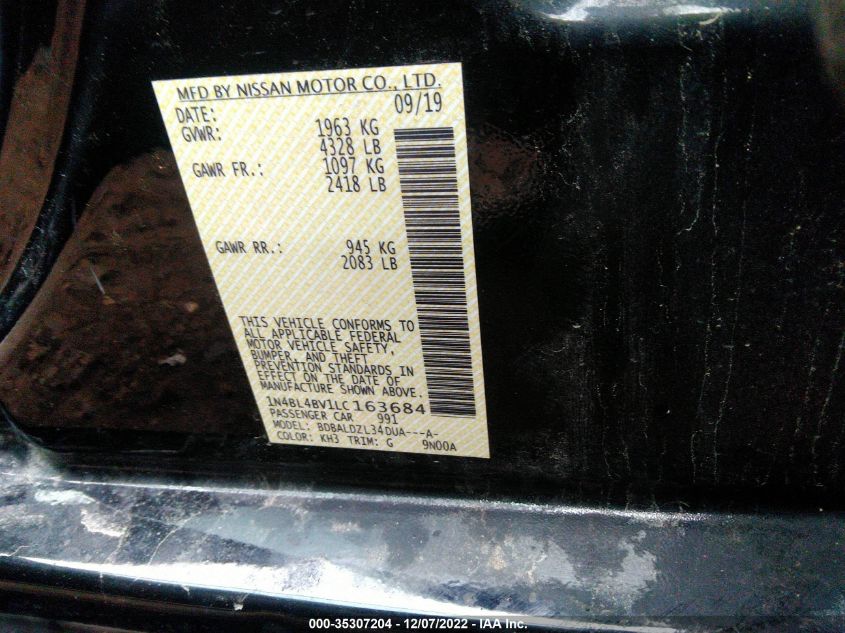 MFD BY NISSAN MOTOR CO., LTD.
DATE: 09/19
GVWR: 1963 KG
4328 LB
GAWR FR.: 1097 KG
2418 LB
GAWR RR.: 945 KG
2083 LB
THIS VEHICLE CONFORMS TO
ALL APPLICABLE FEDERAL
MOTOR VEHICLE SAFETY,
BUMPER, AND THEFT
PREVENTION STANDARDS IN
EFFECT ON THE DATE OF
MANUFACTURE SHOWN ABOVE.
1N4BL4BV1LC163684
PASSENGER CAR 991
MODEL: BDBALDZL34DUA---A-
COLOR: KH3 TRIM: G 9N00A
000-35307204 - 12/07/2022 - IAA Inc.